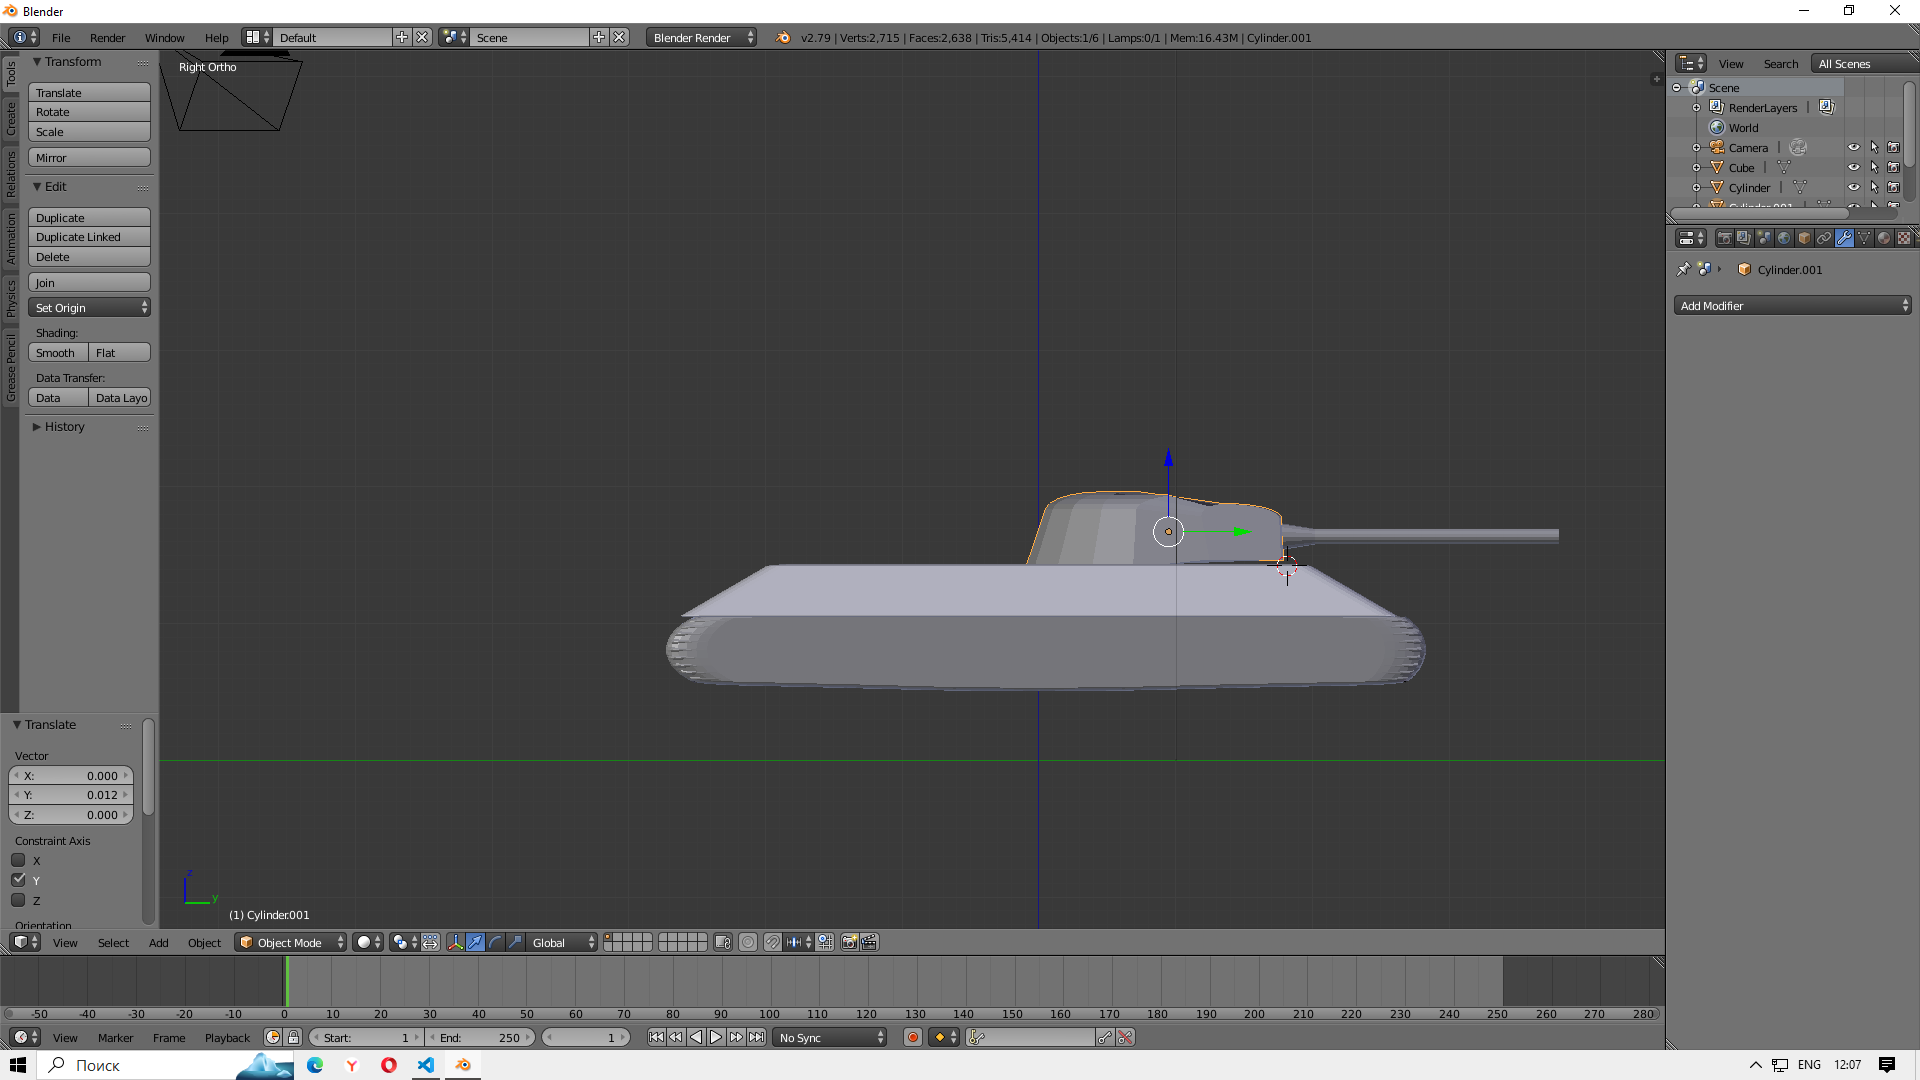 Blender
File Render Window Help Default Scene Blender Render v2.79 | Verts:2,715 | Faces:2,638 | Tris:5,414 | Objects:1/6 | Lamps:0/1 | Mem:16.43M | Cylinder.001
Tools
Create
Relations
Animation
Physics
Grease Pencil
Transform
Translate
Rotate
Scale
Mirror
Edit
Duplicate
Duplicate Linked
Delete
Join
Set Origin
Shading:
Smooth Flat
Data Transfer:
Data Data Layo
History
Translate
Vector
X: 0.000
Y: 0.012
Z: 0.000
Constraint Axis
X
Y
Z
Orientation
Right Ortho
z
y
(1) Cylinder.001
View Select Add Object Object Mode Global
View Search All Scenes
Scene
RenderLayers
World
Camera
Cube
Cylinder
Cylinder.001
Cylinder.001
Add Modifier
-50 -40 -30 -20 -10 0 10 20 30 40 50 60 70 80 90 100 110 120 130 140 150 160 170 180 190 200 210 220 230 240 250 260 270 280
View Marker Frame Playback Start: 1 End: 250 1 No Sync
Поиск ENG 12:07